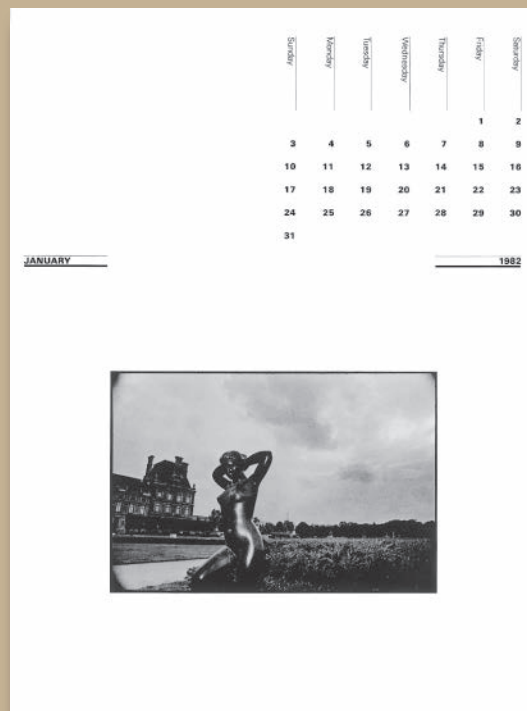 Sunday Monday Tuesday Wednesday Thursday Friday Saturday
1 2
3 4 5 6 7 8 9
10 11 12 13 14 15 16
17 18 19 20 21 22 23
24 25 26 27 28 29 30
31
JANUARY 1982